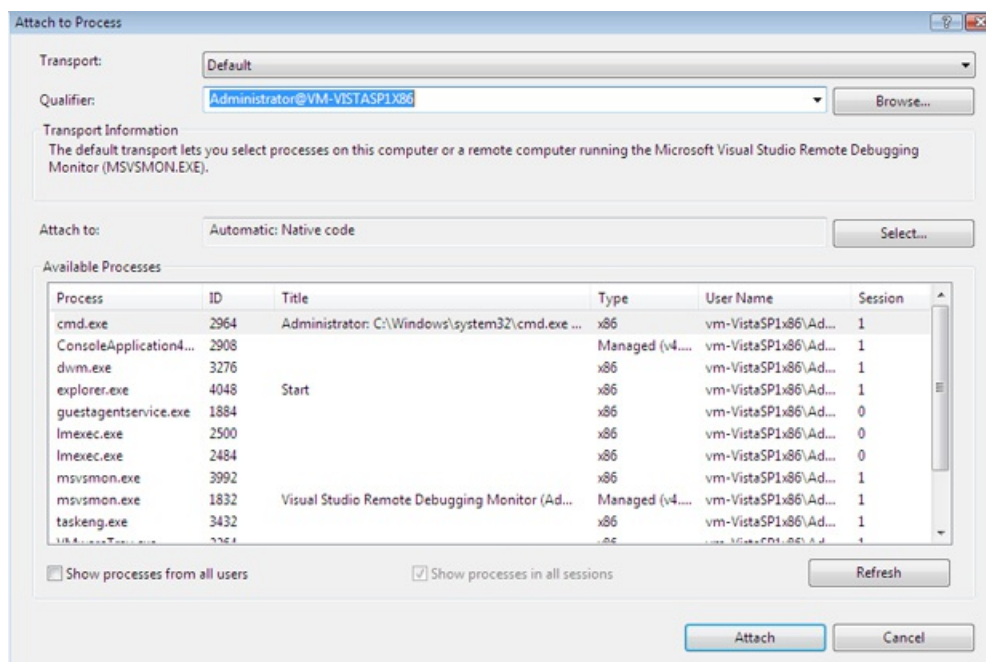 Attach to Process
Transport: Default
Qualifier: Administrator@VM-VISTASP1X86 Browse...
Transport Information
The default transport lets you select processes on this computer or a remote computer running the Microsoft Visual Studio Remote Debugging
Monitor (MSVSMON.EXE).
Attach to: Automatic: Native code Select...
Available Processes
Process ID Title Type User Name Session
cmd.exe 2964 Administrator: C:\Windows\system32\cmd.exe ... x86 vm-VistaSP1x86\Ad... 1
ConsoleApplication4... 2908 Managed (v4.... vm-VistaSP1x86\Ad... 1
dwm.exe 3276 x86 vm-VistaSP1x86\Ad... 1
explorer.exe 4048 Start x86 vm-VistaSP1x86\Ad... 1
guestagentservice.exe 1884 x86 vm-VistaSP1x86\Ad... 0
lmexec.exe 2500 x86 vm-VistaSP1x86\Ad... 0
lmexec.exe 2484 x86 vm-VistaSP1x86\Ad... 0
msvsmon.exe 3992 x86 vm-VistaSP1x86\Ad... 1
msvsmon.exe 1832 Visual Studio Remote Debugging Monitor (Ad... Managed (v4.... vm-VistaSP1x86\Ad... 1
taskeng.exe 3432 x86 vm-VistaSP1x86\Ad... 1
Show processes from all users Show processes in all sessions Refresh
Attach Cancel